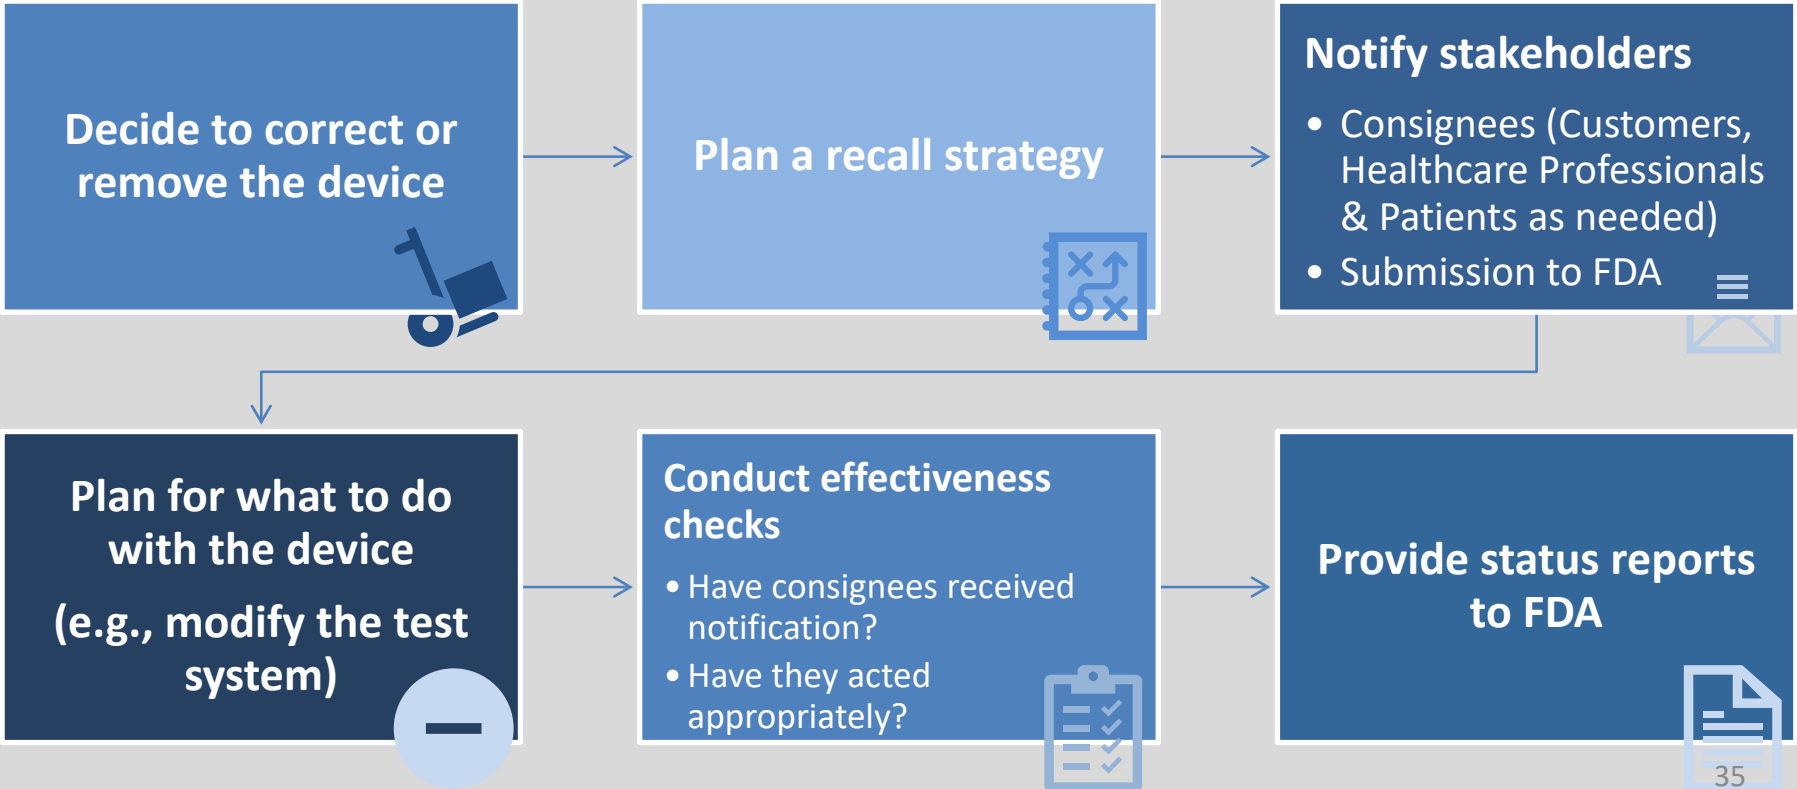 Decide to correct or
remove the device
Plan a recall strategy
Notify stakeholders
• Consignees (Customers,
Healthcare Professionals
& Patients as needed)
• Submission to FDA
Plan for what to do
with the device
(e.g., modify the test
system)
Conduct effectiveness
checks
• Have consignees received
notification?
• Have they acted
appropriately?
Provide status reports
to FDA
35